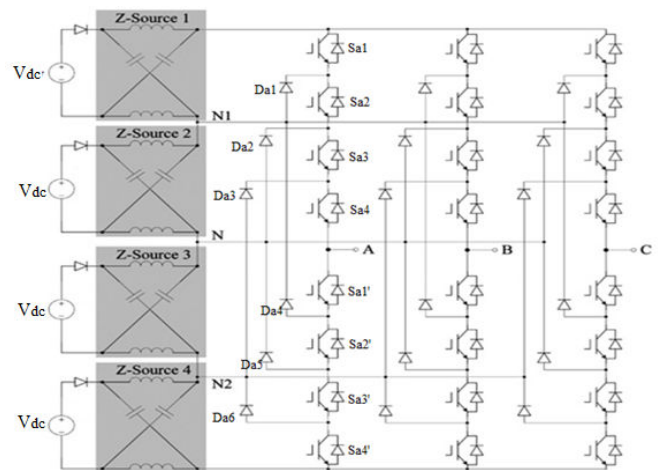 Z-Source 1
Sa1
Vdc'
Da1
Sa2
N1
Z-Source 2
Da2
Sa3
Vdc
Da3
Sa4
N
A
B
C
Z-Source 3
Sa1'
Vdc
Da4
Sa2'
Da5
Z-Source 4
N2
Sa3'
Vdc
Da6
Sa4'